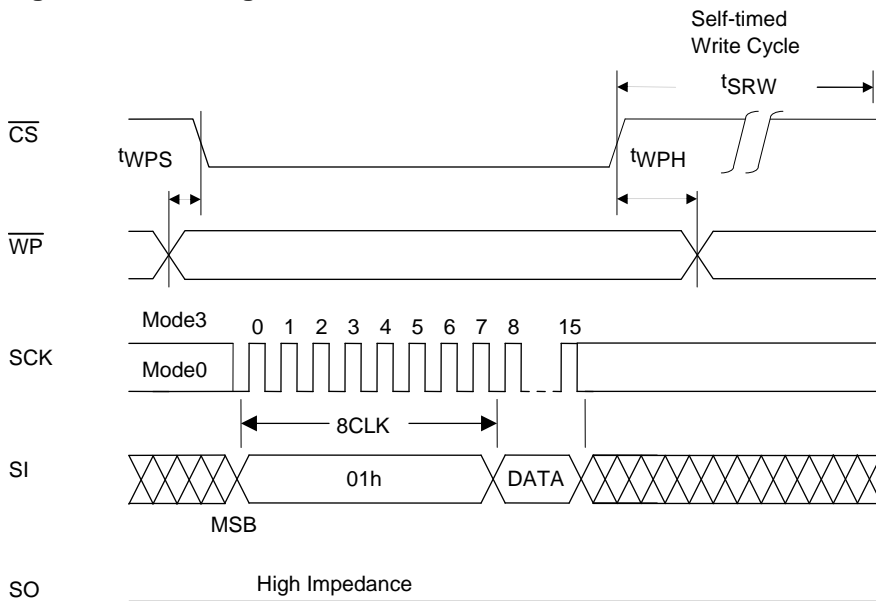 Self-timed
Write Cycle
tSRW
CS
tWPS
tWPH
WP
Mode3
0 1 2 3 4 5 6 7 8 15
SCK
Mode0
8CLK
SI
01h
DATA
MSB
SO
High Impedance